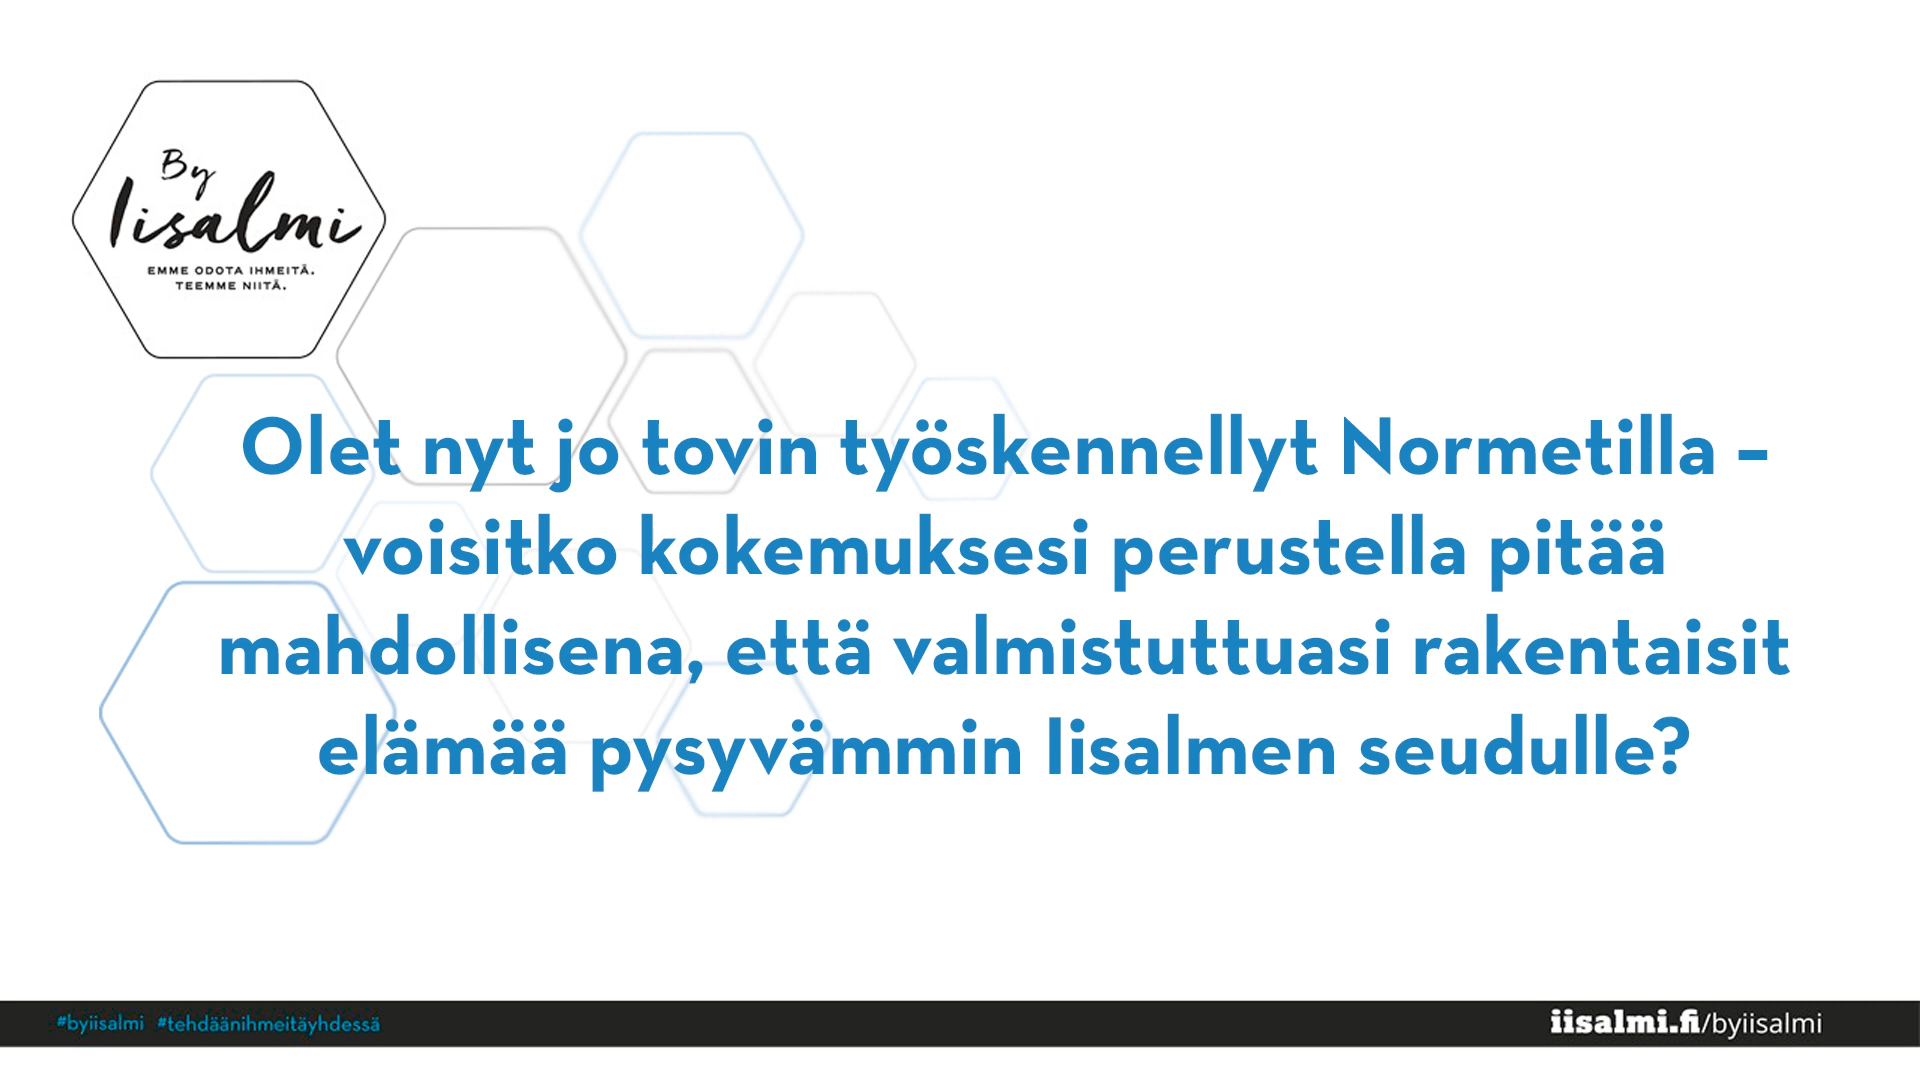 By
Iisalmi
EMME ODOTA IHMEITÄ.
TEEMME NIITÄ.
Olet nyt jo tovin työskennellyt Normetilla –
voisitko kokemuksesi perustella pitää
mahdollisena, että valmistuttuasi rakentaisit
elämää pysyvämmin Iisalmen seudulle?
#byiisalmi #tehdäänihmeitäyhdessä
iisalmi.fi/byiisalmi